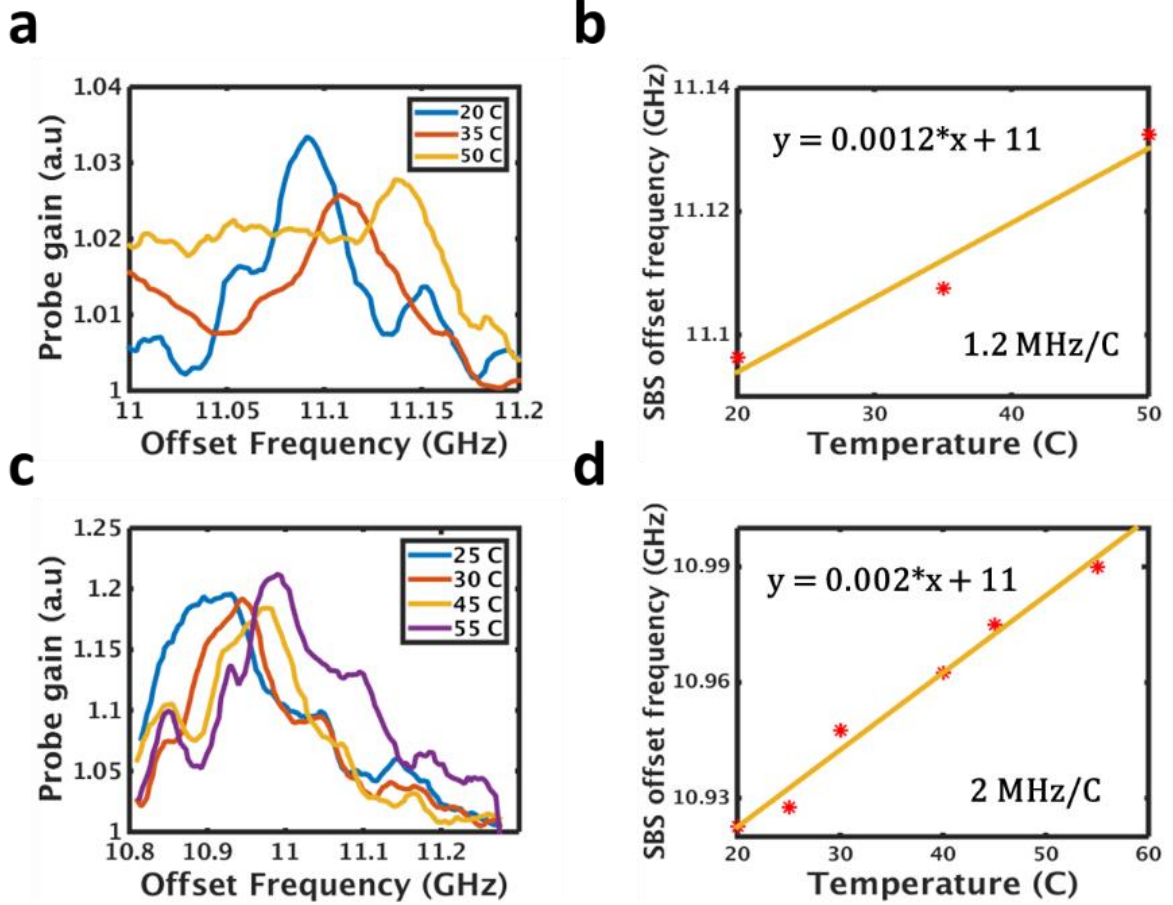 a
1.04
1.03
1.02
1.01
1
Probe gain (a.u)
20 C
35 C
50 C
11
11.05
11.1
11.15
11.2
Offset Frequency (GHz)
b
11.14
11.12
11.1
SBS offset frequency (GHz)
y = 0.0012*x + 11
1.2 MHz/C
20
30
40
50
Temperature (C)
c
1.25
1.2
1.15
1.1
1.05
1
Probe gain (a.u)
25 C
30 C
45 C
55 C
10.8
10.9
11
11.1
11.2
Offset Frequency (GHz)
d
10.99
10.96
10.93
SBS offset frequency (GHz)
y = 0.002*x + 11
2 MHz/C
20
30
40
50
60
Temperature (C)